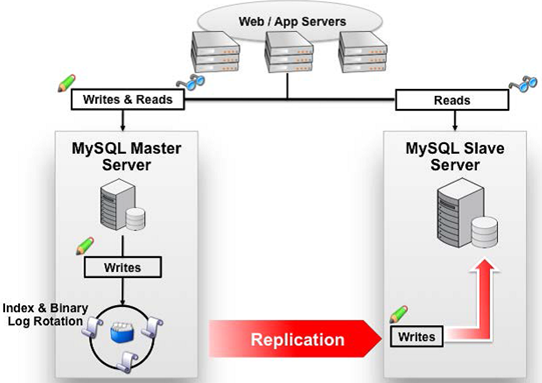 Web / App Servers
Writes & Reads
Reads
MySQL Master
Server
MySQL Slave
Server
Writes
Index & Binary
Log Rotation
Replication
Writes